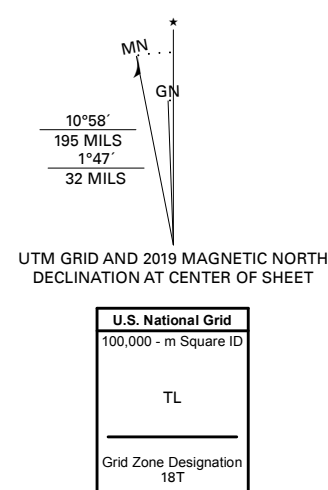 ★
MN
GN
10°58´
195 MILS
1°47´
32 MILS
UTM GRID AND 2019 MAGNETIC NORTH
DECLINATION AT CENTER OF SHEET
U.S. National Grid
100,000 - m Square ID
TL
Grid Zone Designation
18T